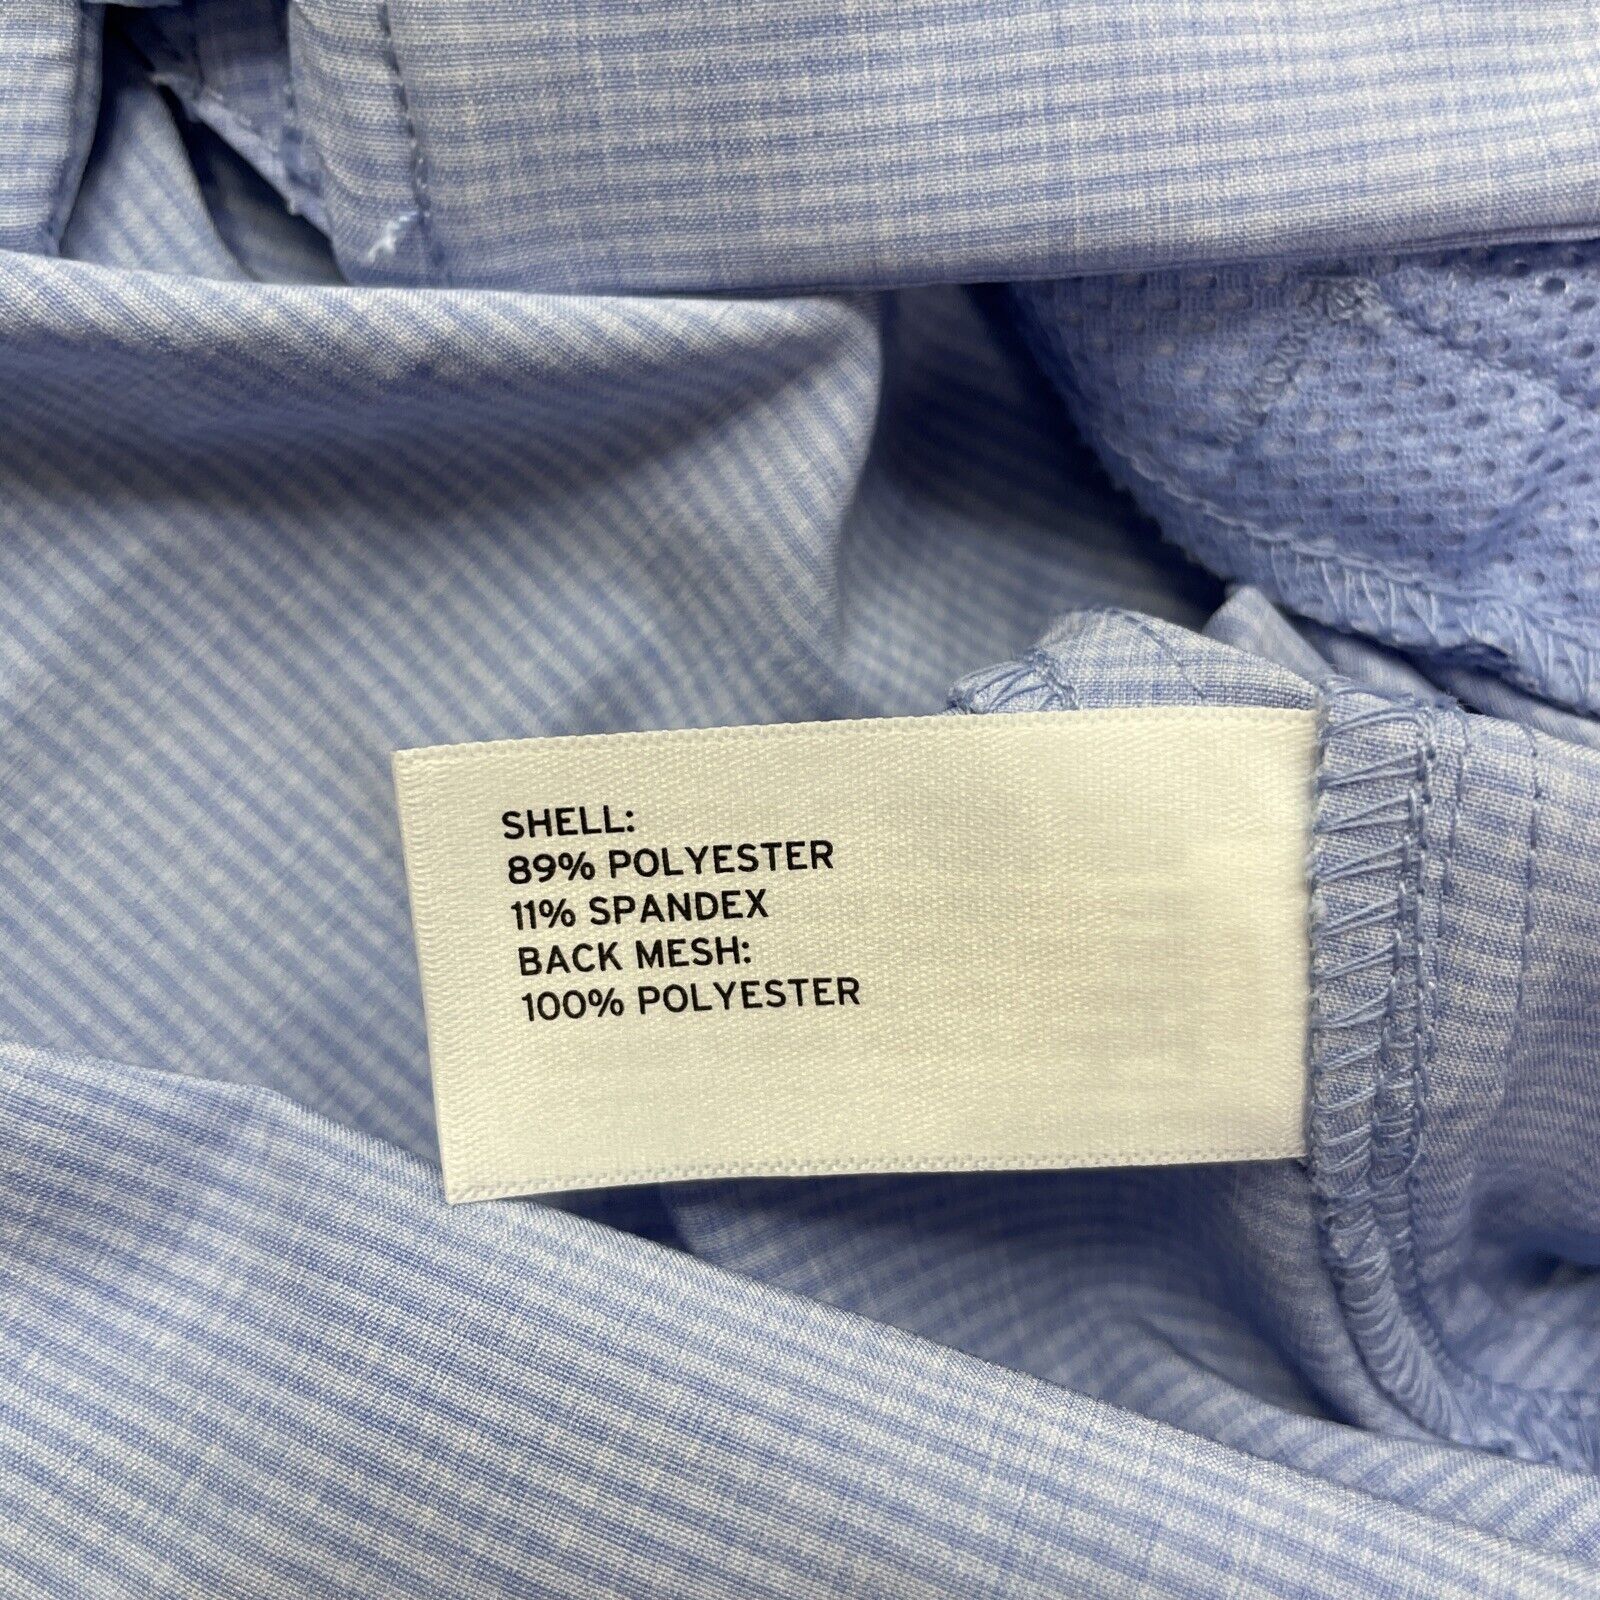 SHELL:
89% POLYESTER
11% SPANDEX
BACK MESH:
100% POLYESTER